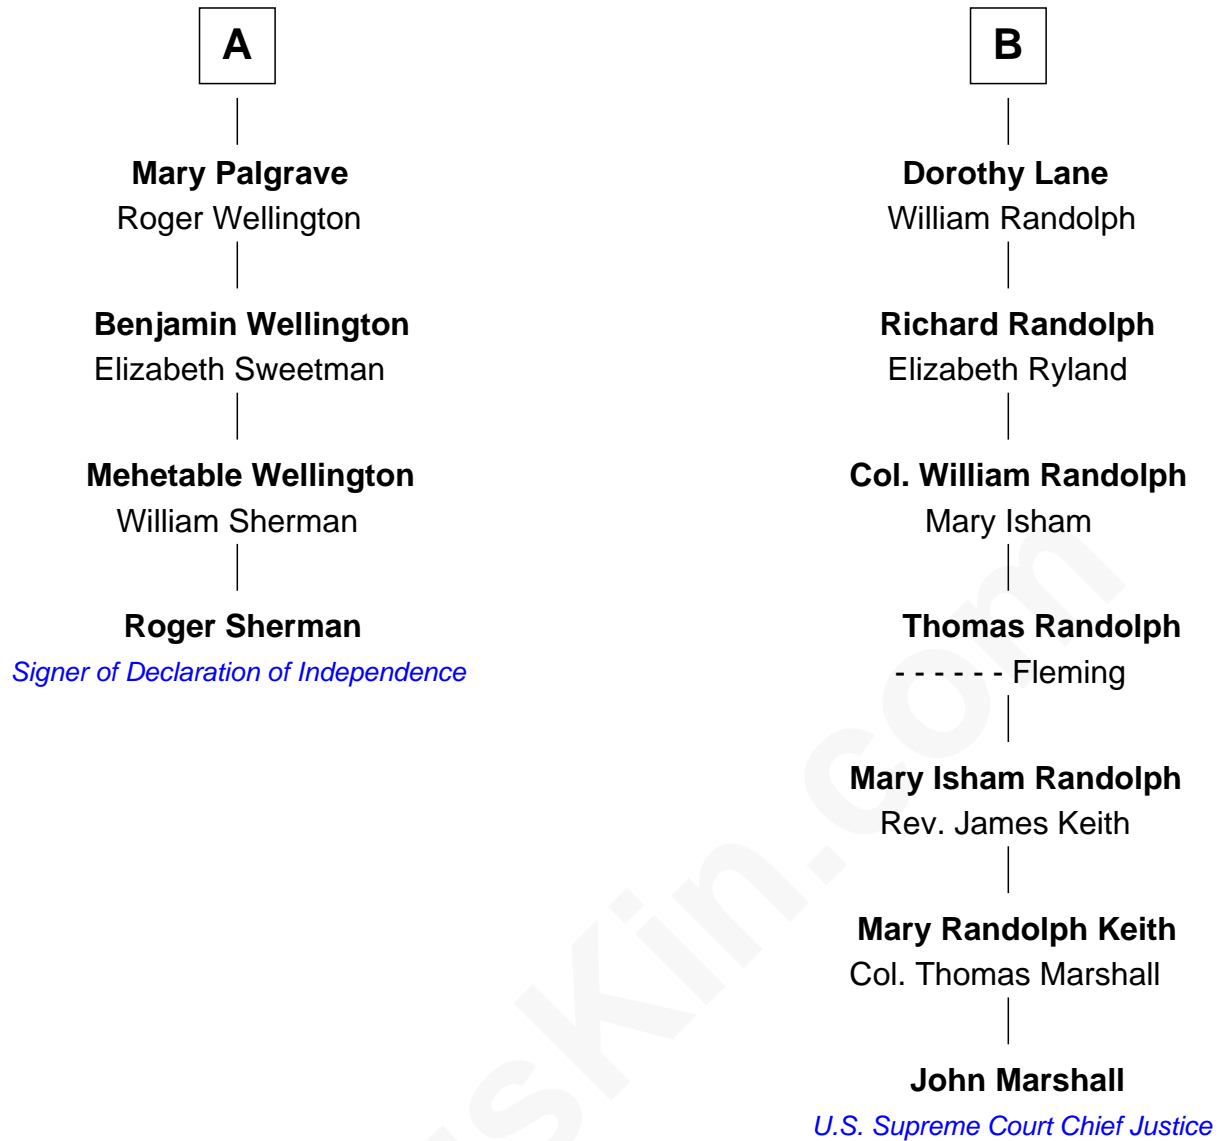 A
Mary Palgrave
Roger Wellington
Benjamin Wellington
Elizabeth Sweetman
Mehetable Wellington
William Sherman
Roger Sherman
Signer of Declaration of Independence
B
Dorothy Lane
William Randolph
Richard Randolph
Elizabeth Ryland
Col. William Randolph
Mary Isham
Thomas Randolph
- - - - - - Fleming
Mary Isham Randolph
Rev. James Keith
Mary Randolph Keith
Col. Thomas Marshall
John Marshall
U.S. Supreme Court Chief Justice
sKin.com